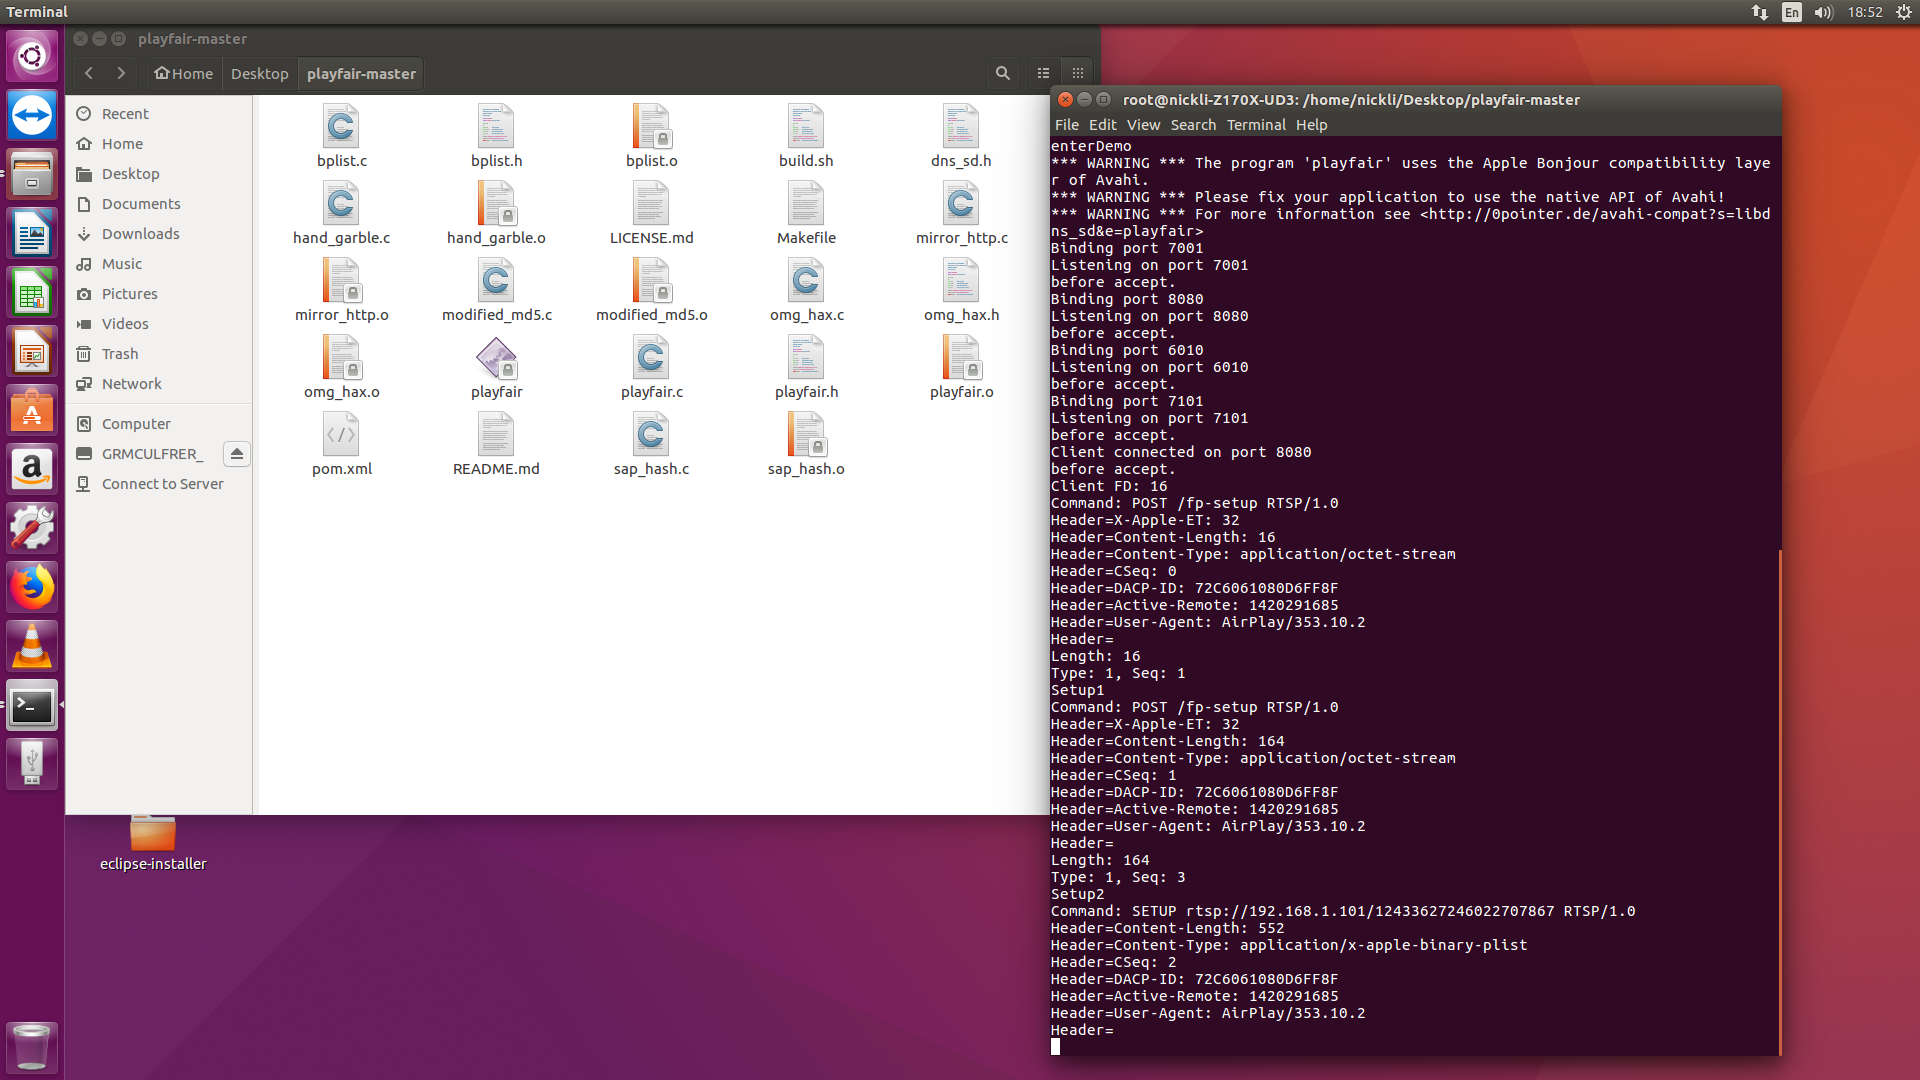 Terminal
En
18:52
playfair-master
Home
Desktop
playfair-master
Recent
Home
Desktop
Documents
Downloads
Music
Pictures
Videos
Trash
Network
Computer
GRMCULFRER_
Connect to Server
bplist.c
bplist.h
bplist.o
build.sh
dns_sd.h
hand_garble.c
hand_garble.o
LICENSE.md
Makefile
mirror_http.c
mirror_http.o
modified_md5.c
modified_md5.o
omg_hax.c
omg_hax.h
omg_hax.o
playfair
playfair.c
playfair.h
playfair.o
pom.xml
README.md
sap_hash.c
sap_hash.o
eclipse-installer
root@nickli-Z170X-UD3: /home/nickli/Desktop/playfair-master
File Edit View Search Terminal Help
enterDemo
*** WARNING *** The program 'playfair' uses the Apple Bonjour compatibility laye
r of Avahi.
*** WARNING *** Please fix your application to use the native API of Avahi!
*** WARNING *** For more information see <http://0pointer.de/avahi-compat?s=libd
ns_sd&e=playfair>
Binding port 7001
Listening on port 7001
before accept.
Binding port 8080
Listening on port 8080
before accept.
Binding port 6010
Listening on port 6010
before accept.
Binding port 7101
Listening on port 7101
before accept.
Client connected on port 8080
before accept.
Client FD: 16
Command: POST /fp-setup RTSP/1.0
Header=X-Apple-ET: 32
Header=Content-Length: 16
Header=Content-Type: application/octet-stream
Header=CSeq: 0
Header=DACP-ID: 72C6061080D6FF8F
Header=Active-Remote: 1420291685
Header=User-Agent: AirPlay/353.10.2
Header=
Length: 16
Type: 1, Seq: 1
Setup1
Command: POST /fp-setup RTSP/1.0
Header=X-Apple-ET: 32
Header=Content-Length: 164
Header=Content-Type: application/octet-stream
Header=CSeq: 1
Header=DACP-ID: 72C6061080D6FF8F
Header=Active-Remote: 1420291685
Header=User-Agent: AirPlay/353.10.2
Header=
Length: 164
Type: 1, Seq: 3
Setup2
Command: SETUP rtsp://192.168.1.101/12433627246022707867 RTSP/1.0
Header=Content-Length: 552
Header=Content-Type: application/x-apple-binary-plist
Header=CSeq: 2
Header=DACP-ID: 72C6061080D6FF8F
Header=Active-Remote: 1420291685
Header=User-Agent: AirPlay/353.10.2
Header=